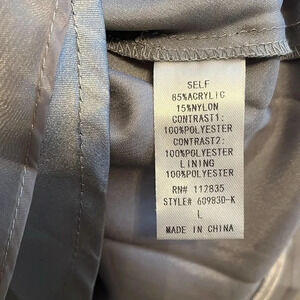 SELF
85%ACRYLIC
15%NYLON
CONTRAST1:
100%POLYESTER
CONTRAST2:
100%POLYESTER
LINING
100%POLYESTER
RN# 117835
STYLE# 60983D-K
L
MADE IN CHINA